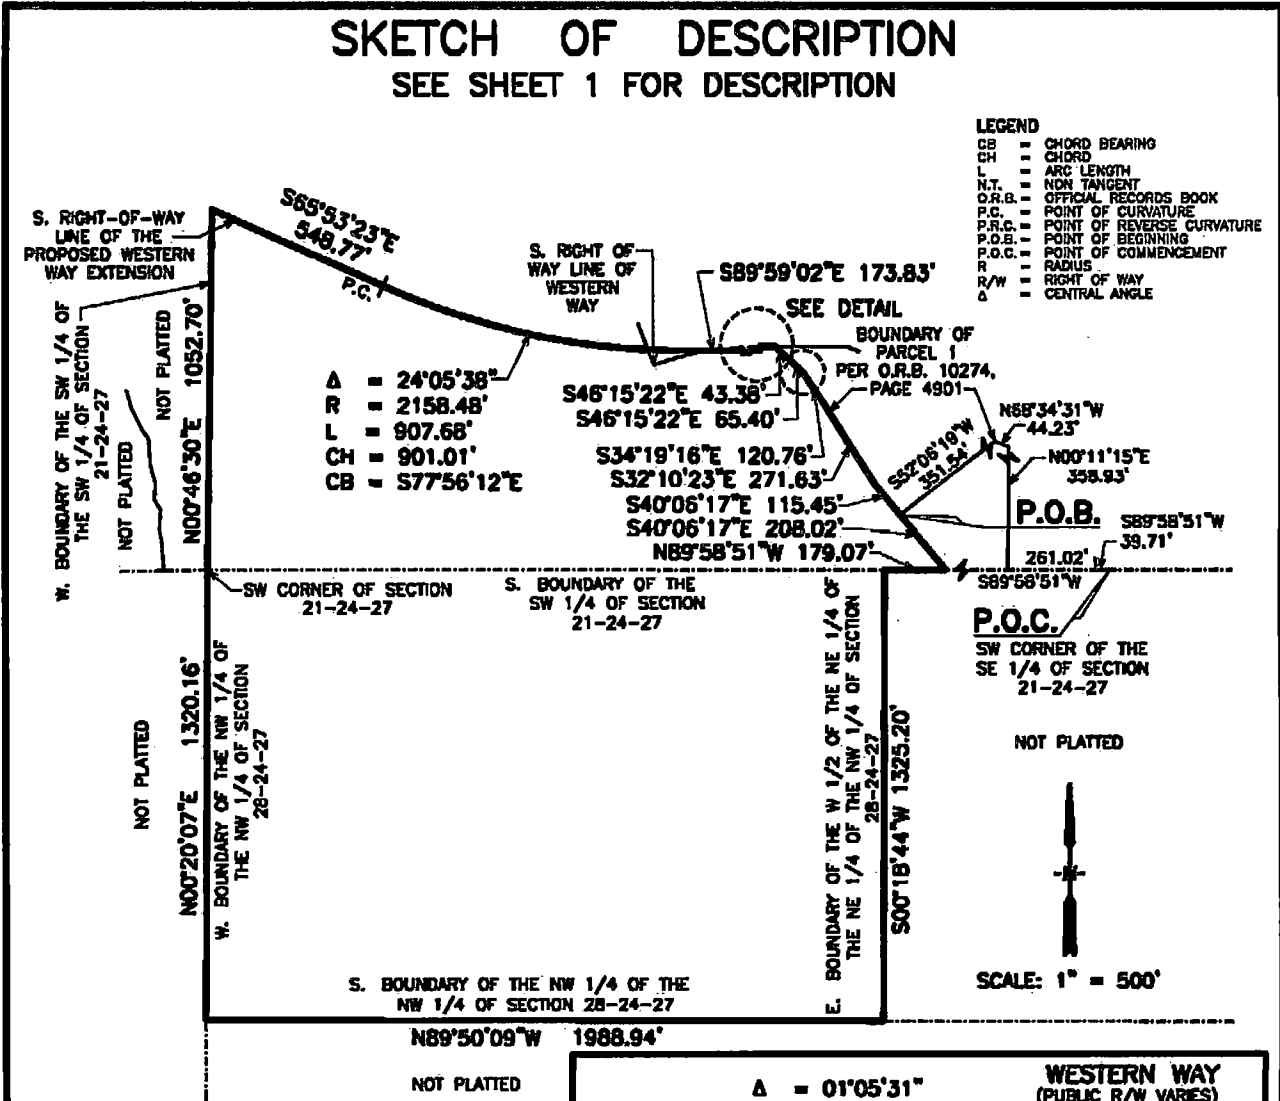 SKETCH OF DESCRIPTION
SEE SHEET 1 FOR DESCRIPTION
LEGEND
CB = CHORD BEARING
CH = CHORD
L = ARC LENGTH
N.T. = NON TANGENT
O.R.B. = OFFICIAL RECORDS BOOK
P.C. = POINT OF CURVATURE
P.R.C. = POINT OF REVERSE CURVATURE
P.O.B. = POINT OF BEGINNING
P.O.C. = POINT OF COMMENCEMENT
R = RADIUS
R/W = RIGHT OF WAY
Δ = CENTRAL ANGLE
S. RIGHT-OF-WAY
LINE OF THE
PROPOSED WESTERN
WAY EXTENSION
S65°53'23"E
548.77'
P.C.
S. RIGHT OF
WAY LINE OF
WESTERN
WAY
S89°59'02"E 173.83'
SEE DETAIL
BOUNDARY OF
PARCEL 1
PER O.R.B. 10274,
PAGE 4901
W. BOUNDARY OF THE SW 1/4 OF
THE SW 1/4 OF SECTION
21-24-27
NOT PLATTED
NOT PLATTED
N00°46'30"E 1052.70'
Δ = 24°05'38"
R = 2158.48'
L = 907.68'
CH = 901.01'
CB = S77°56'12"E
S46°15'22"E 43.38'
S46°15'22"E 65.40'
S34°19'16"E 120.76'
S32°10'23"E 271.63'
S40°06'17"E 115.45'
S40°06'17"E 208.02'
N89°58'51"W 179.07'
S52°06'19"W
351.54'
N68°34'31"W
44.23'
N00°11'15"E
358.93'
P.O.B.
S89°58'51"W
39.71'
261.02'
S89°58'51"W
P.O.C.
SW CORNER OF THE
SE 1/4 OF SECTION
21-24-27
SW CORNER OF SECTION
21-24-27
S. BOUNDARY OF THE
SW 1/4 OF SECTION
21-24-27
NOT PLATTED
N00°20'07"E 1320.16'
W. BOUNDARY OF THE NW 1/4 OF
THE NW 1/4 OF SECTION
28-24-27
E. BOUNDARY OF THE W 1/2 OF THE NE 1/4 OF
THE NE 1/4 OF THE NW 1/4 OF SECTION
28-24-27
S00°18'44"W 1325.20'
NOT PLATTED
N
SCALE: 1" = 500'
S. BOUNDARY OF THE NW 1/4 OF THE
NW 1/4 OF SECTION 28-24-27
N89°50'09"W 1988.94'
NOT PLATTED
Δ = 01°05'31"
WESTERN WAY
(PUBLIC R/W VARIES)